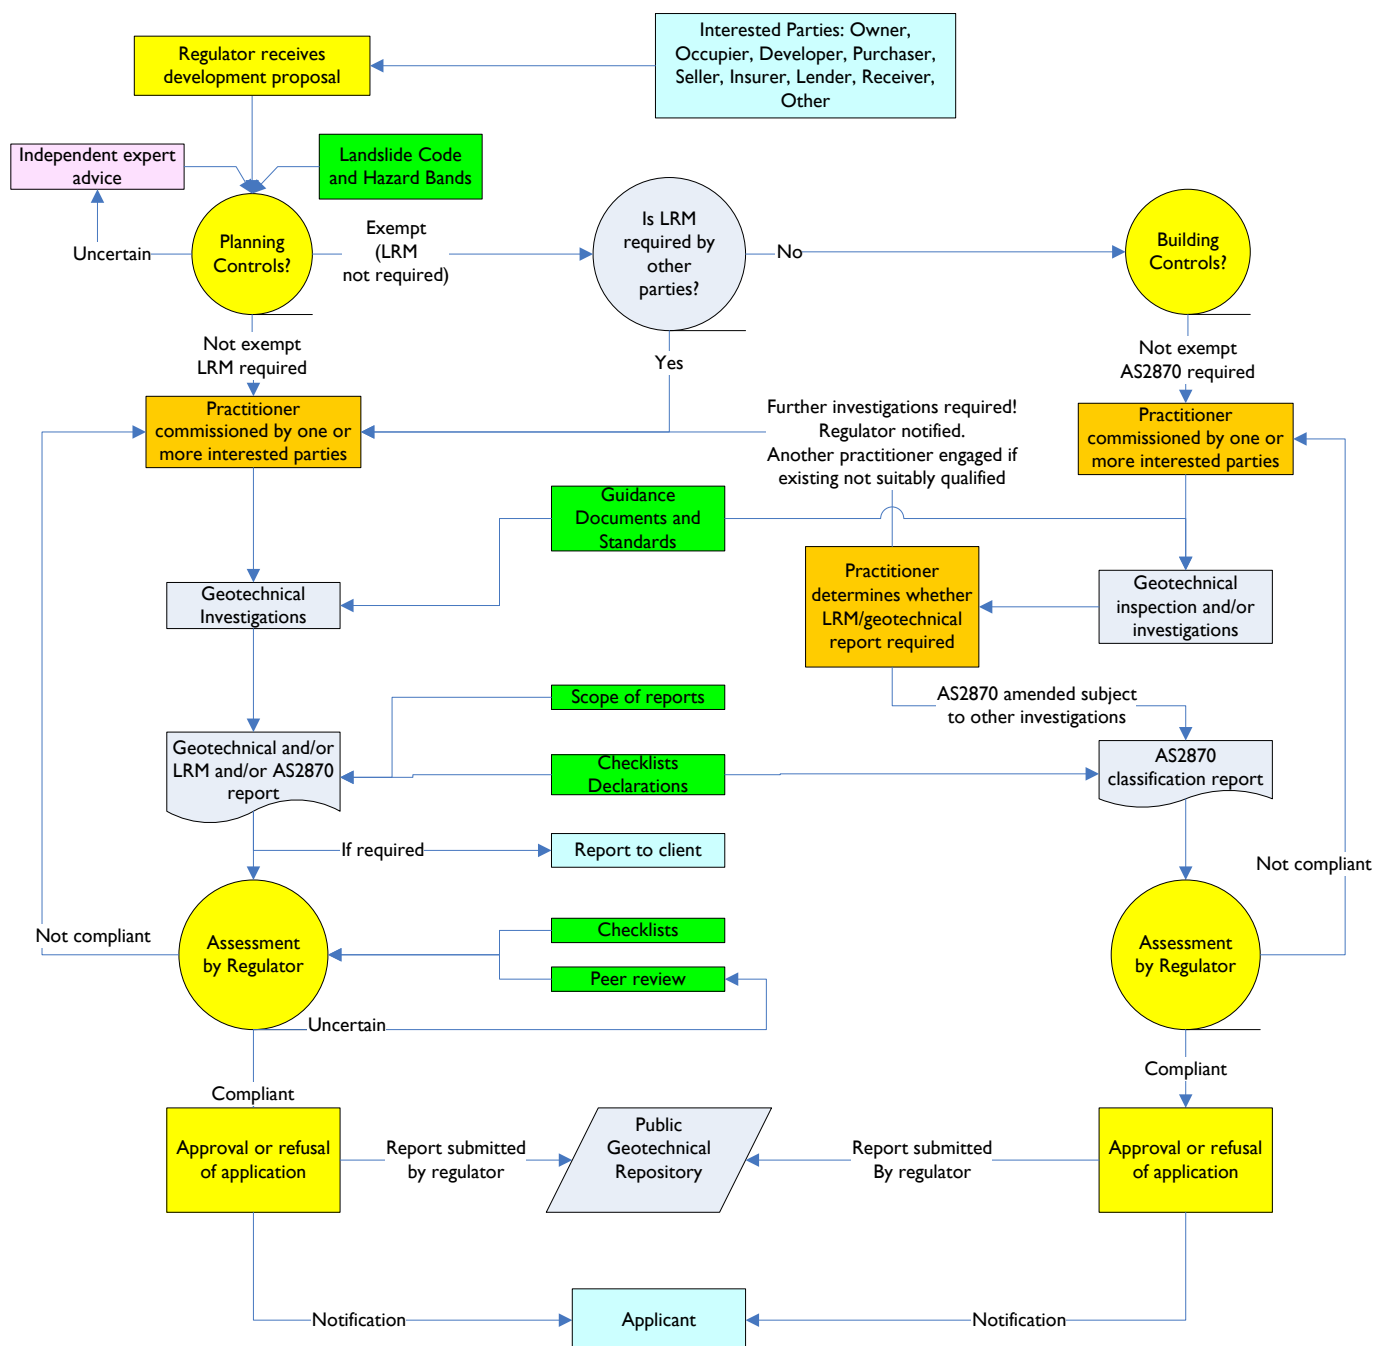 Regulator receives
development proposal
Interested Parties: Owner,
Occupier, Developer, Purchaser,
Seller, Insurer, Lender, Receiver,
Other
Independent expert
advice
Landslide Code
and Hazard Bands
Uncertain
Planning
Controls?
Exempt
(LRM
not required)
Is LRM
required by
other
parties?
No
Building
Controls?
Not exempt
LRM required
Yes
Not exempt
AS2870 required
Practitioner
commissioned by one or
more interested parties
Further investigations required!
Regulator notified.
Another practitioner engaged if
existing not suitably qualified
Practitioner
commissioned by one or
more interested parties
Guidance
Documents and
Standards
Geotechnical
Investigations
Practitioner
determines whether
LRM/geotechnical
report required
Geotechnical
inspection and/or
investigations
Scope of reports
AS2870 amended subject
to other investigations
Geotechnical and/or
LRM and/or AS2870
report
Checklists
Declarations
AS2870
classification report
If required
Report to client
Not compliant
Not compliant
Assessment
by Regulator
Checklists
Peer review
Assessment
by Regulator
Uncertain
Compliant
Compliant
Approval or refusal
of application
Report submitted
by regulator
Public
Geotechnical
Repository
Report submitted
By regulator
Approval or refusal
of application
Notification
Applicant
Notification